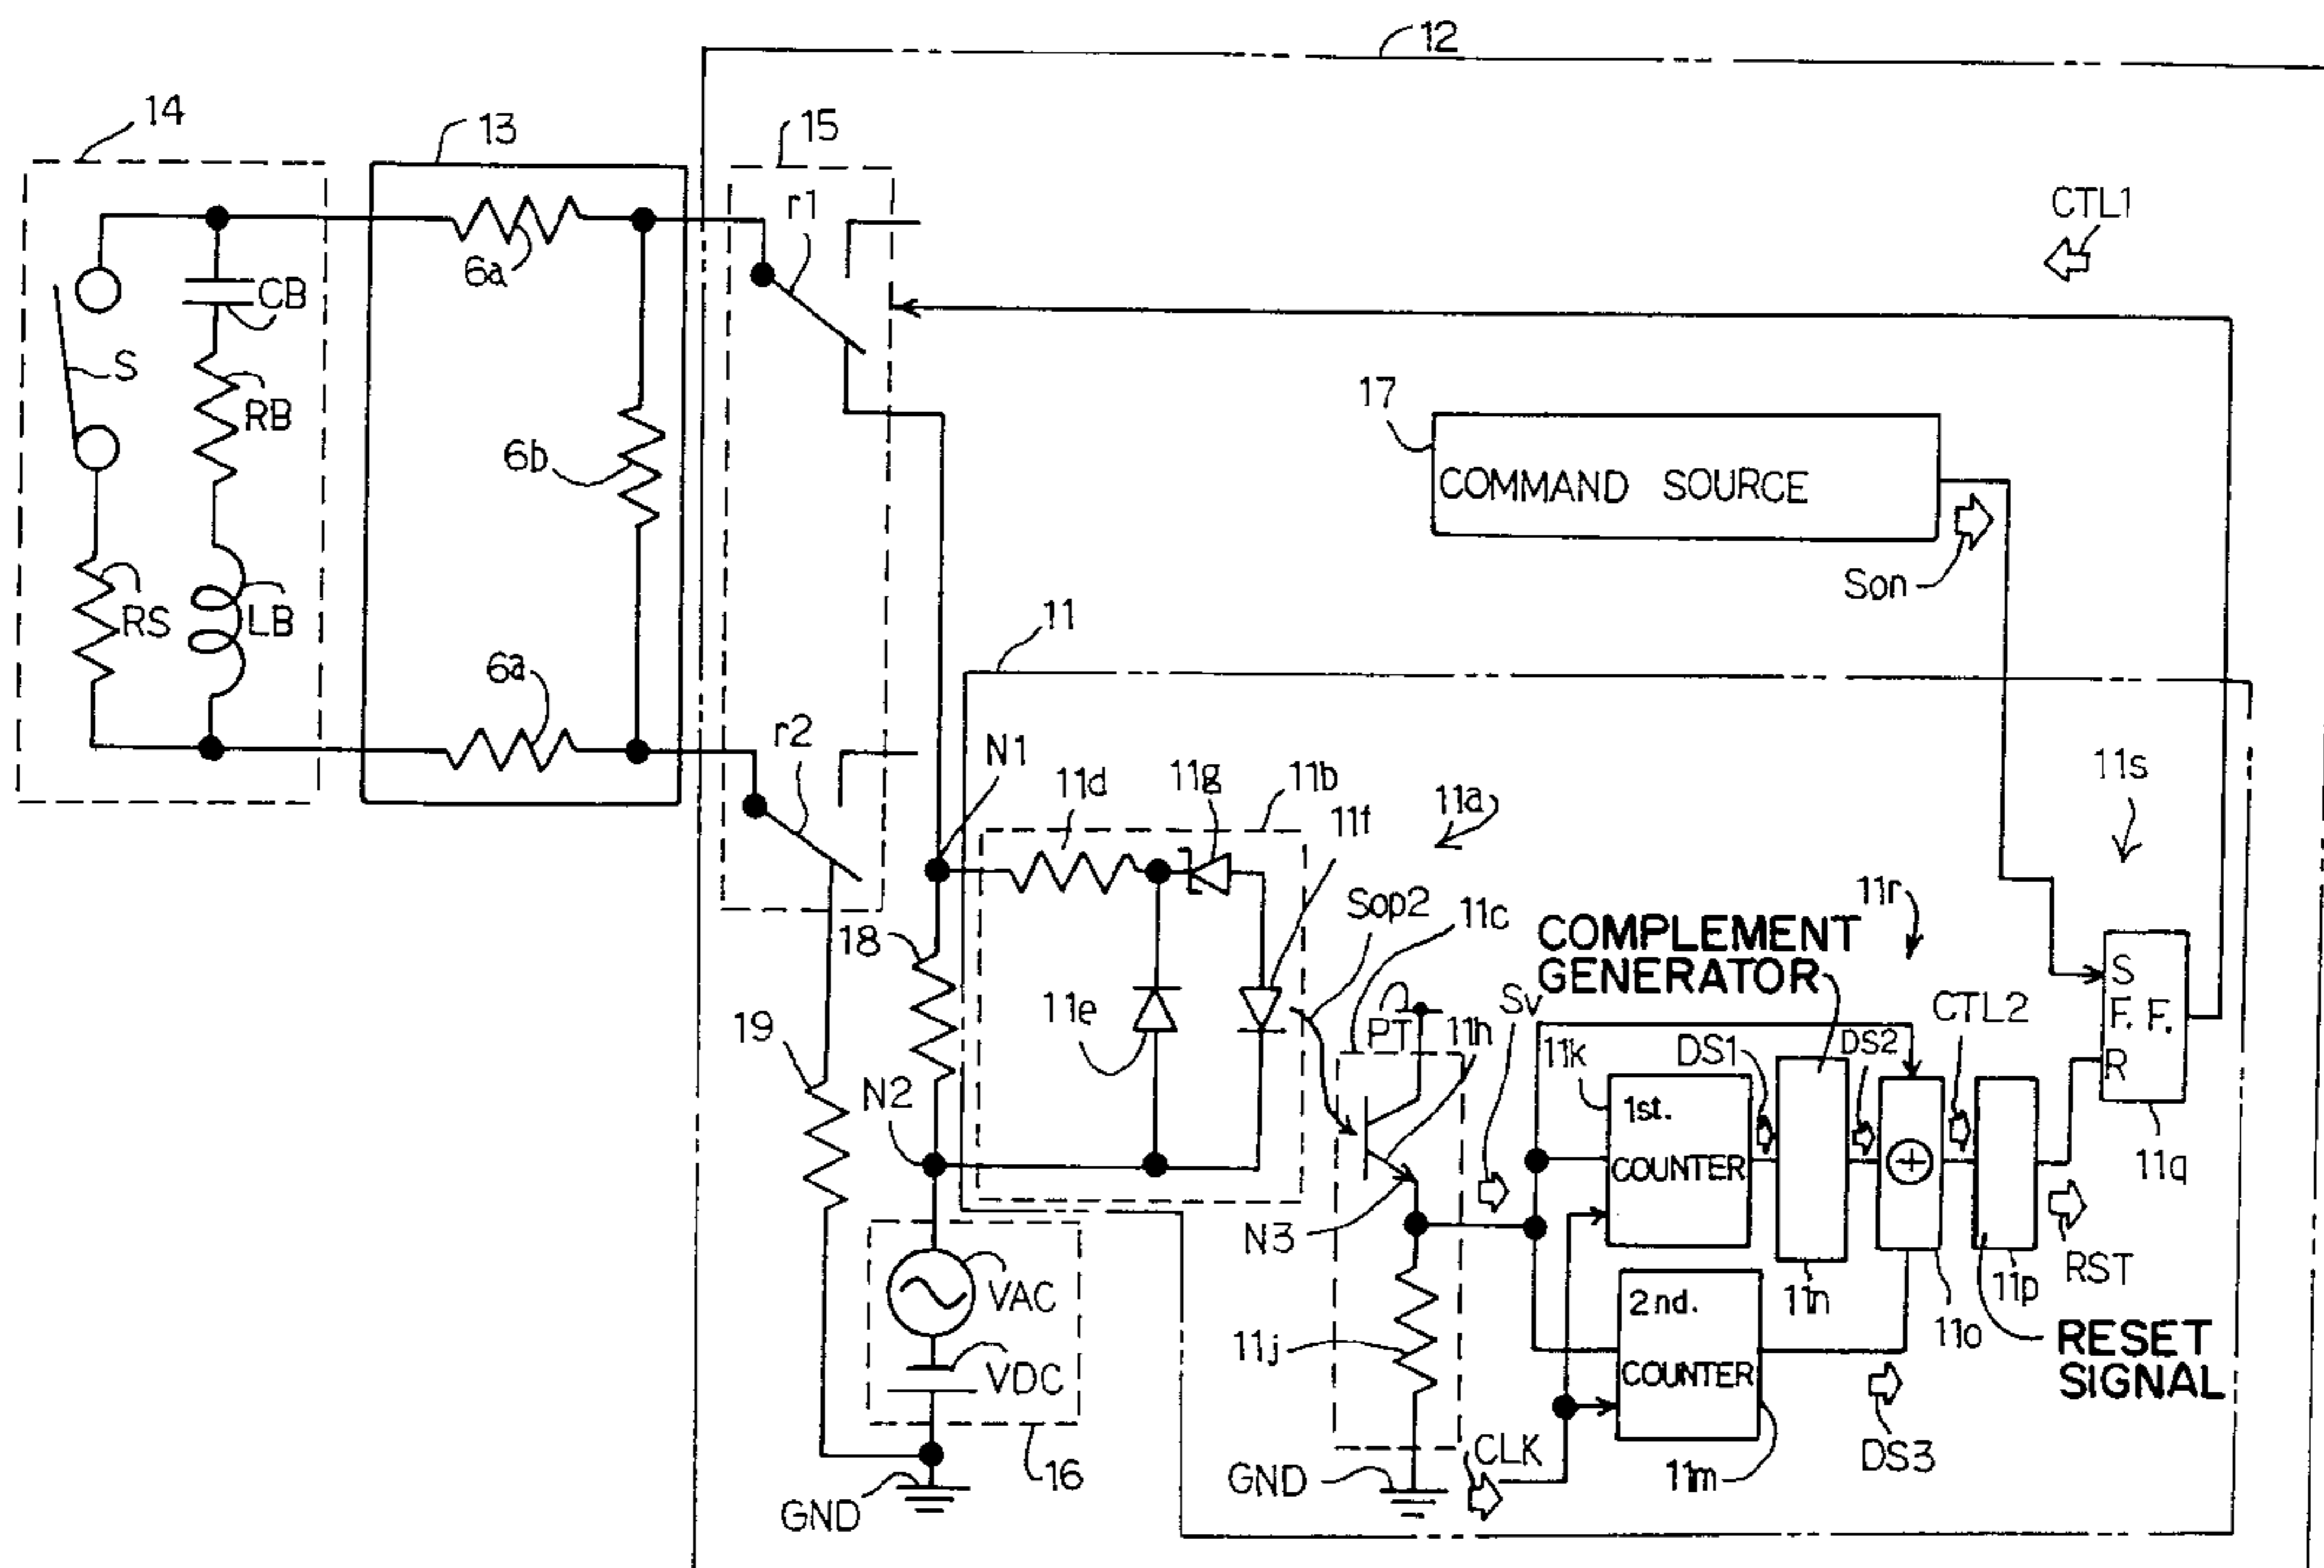 12
14
13
15
r1
CTL1
6a
CB
S
RB
17
6b
COMMAND SOURCE
Son
RS
LB
11
6a
r2
N1
11d
11g
11b
11a
11f
11s
Sop2
11c
11r
18
COMPLEMENT
GENERATOR
S
F. F.
R
11e
19
PT
11h
Sv
CTL2
11k
DS1
DS2
N2
1st.
COUNTER
11q
N3
RST
VAC
11n
11p
2nd.
COUNTER
11o
11j
RESET
SIGNAL
VDC
CLK
DS3
16
GND
GND
11m